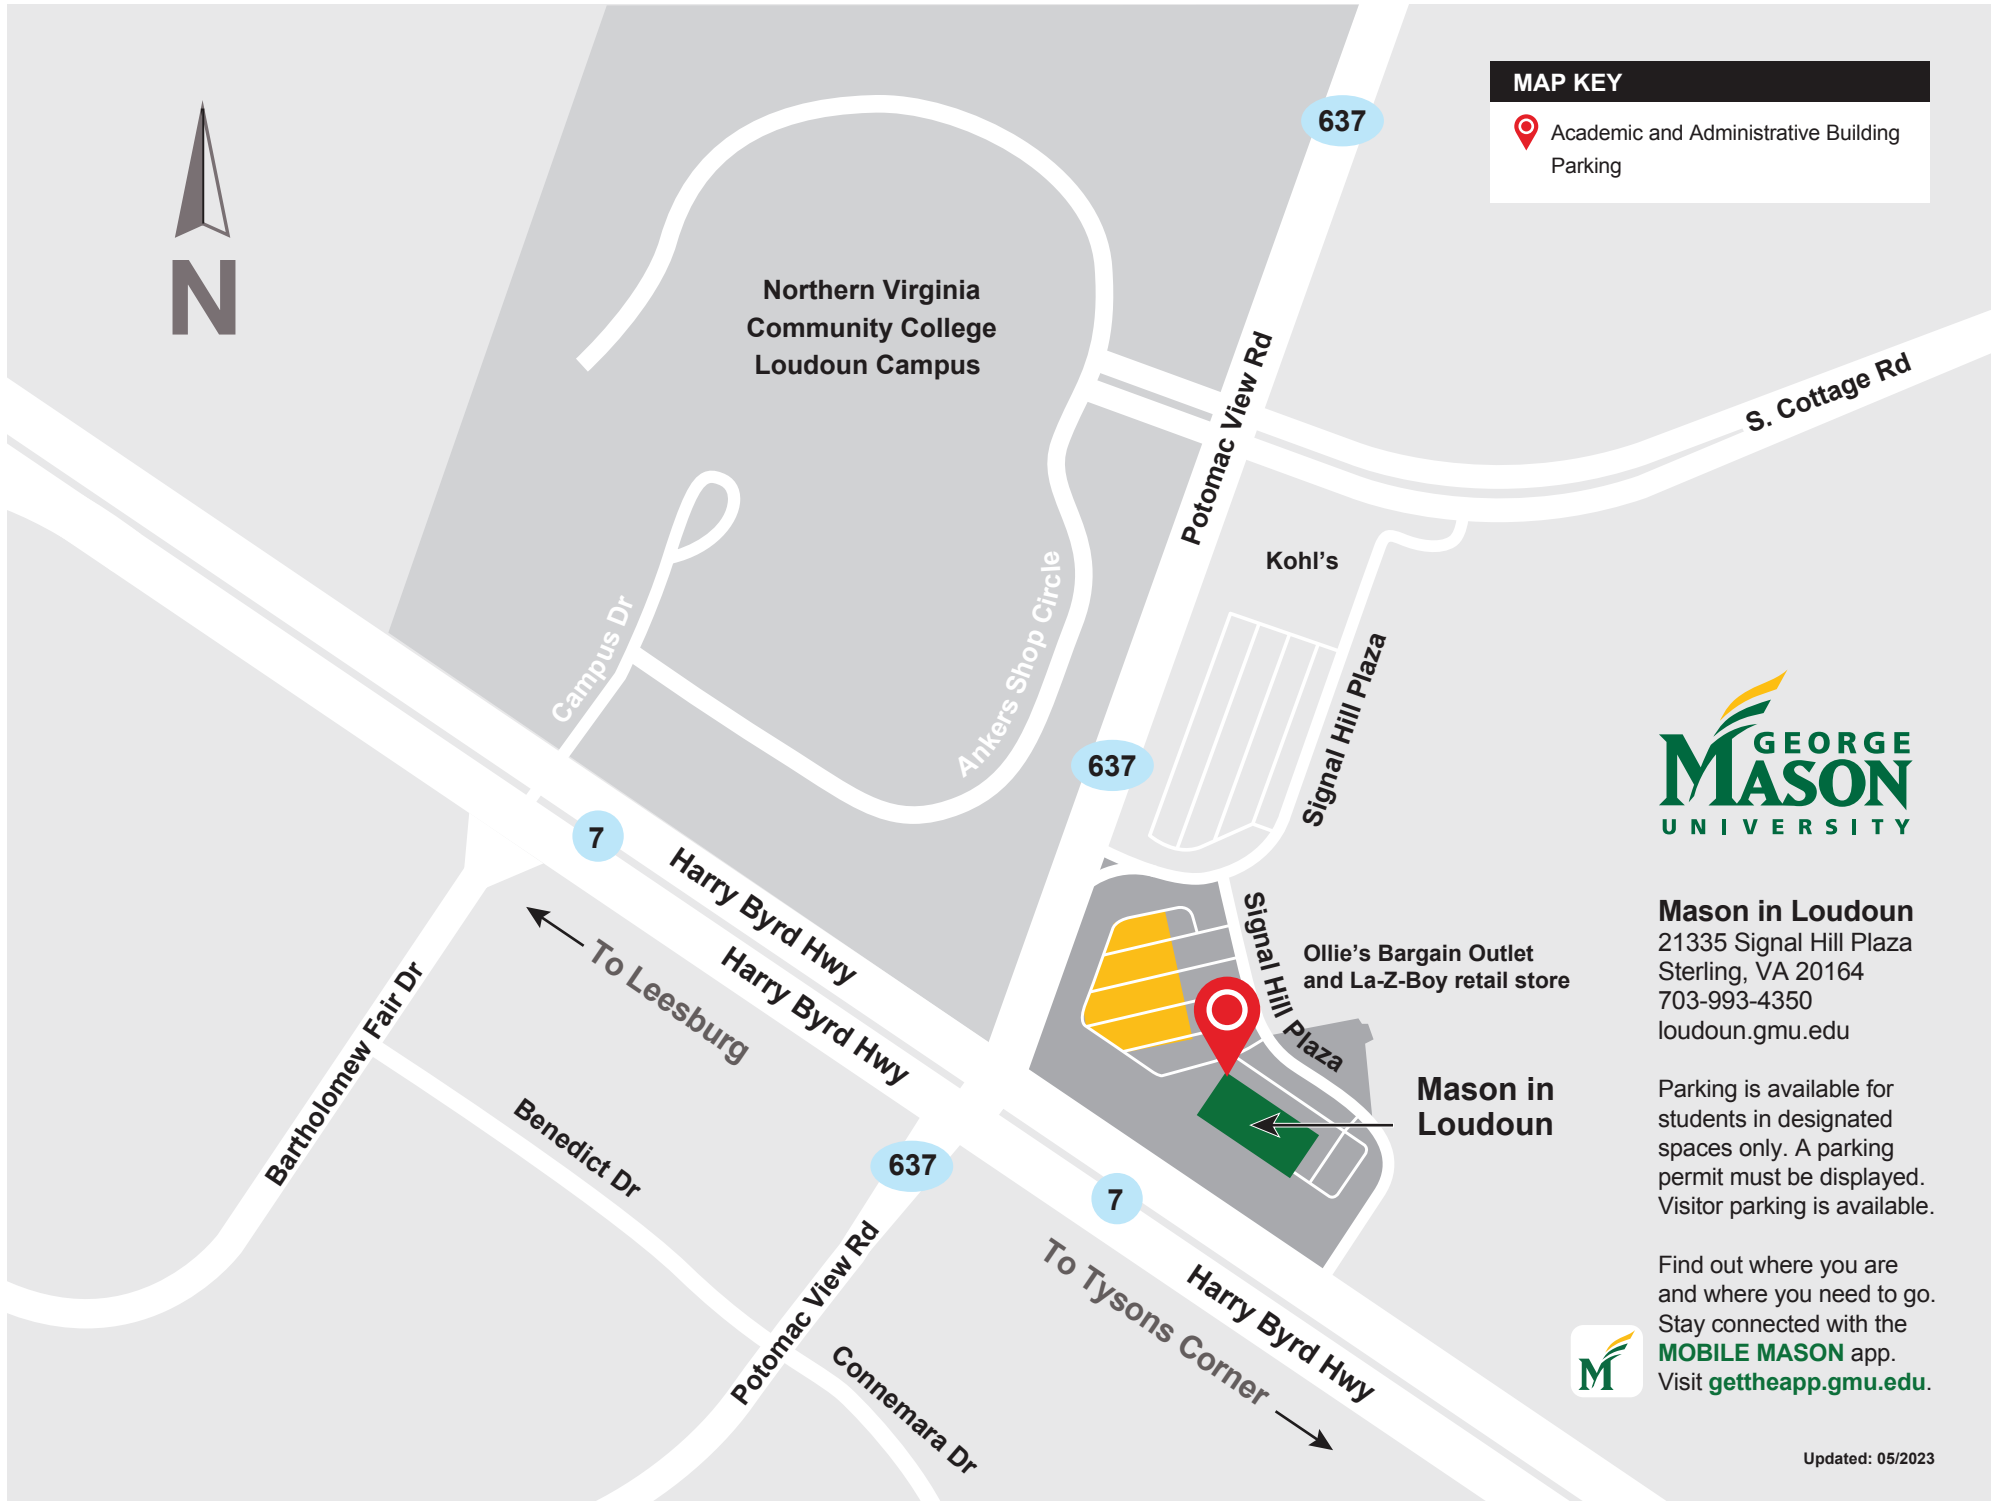 MAP KEY
Academic and Administrative Building
Parking
N
637
Northern Virginia
Community College
Loudoun Campus
Potomac View Rd
S. Cottage Rd
Kohl's
Campus Dr
Ankers Shop Circle
Signal Hill Plaza
637
7
Harry Byrd Hwy
Harry Byrd Hwy
To Leesburg
Signal Hill Plaza
Ollie's Bargain Outlet
and La-Z-Boy retail store
Mason in
Loudoun
Bartholomew Fair Dr
Benedict Dr
637
7
Potomac View Rd
Connemara Dr
To Tysons Corner
Harry Byrd Hwy
GEORGE
MASON
UNIVERSITY
Mason in Loudoun
21335 Signal Hill Plaza
Sterling, VA 20164
703-993-4350
loudoun.gmu.edu
Parking is available for
students in designated
spaces only. A parking
permit must be displayed.
Visitor parking is available.
Find out where you are
and where you need to go.
Stay connected with the
MOBILE MASON app.
Visit gettheapp.gmu.edu.
M
Updated: 05/2023